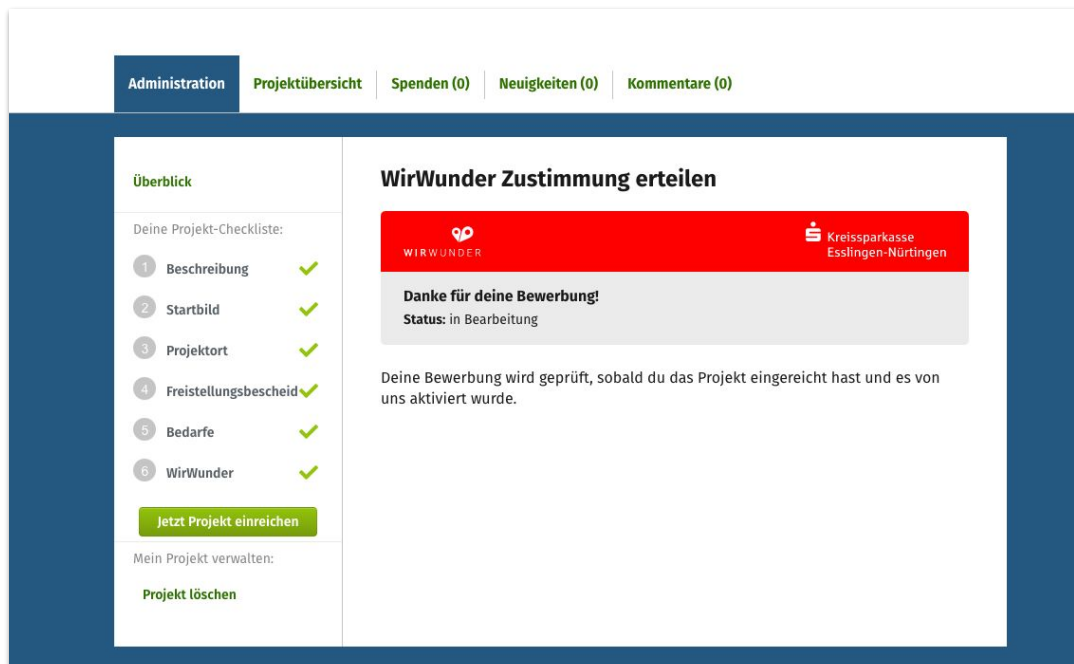 Administration
Projektübersicht
Spenden (0)
Neuigkeiten (0)
Kommentare (0)
Überblick
Deine Projekt-Checkliste:
1 Beschreibung
2 Startbild
3 Projektort
4 Freistellungsbescheid
5 Bedarfe
6 WirWunder
Jetzt Projekt einreichen
Mein Projekt verwalten:
Projekt löschen
WirWunder Zustimmung erteilen
WIRWUNDER
Kreissparkasse
Esslingen-Nürtingen
Danke für deine Bewerbung!
Status: in Bearbeitung
Deine Bewerbung wird geprüft, sobald du das Projekt eingereicht hast und es von
uns aktiviert wurde.